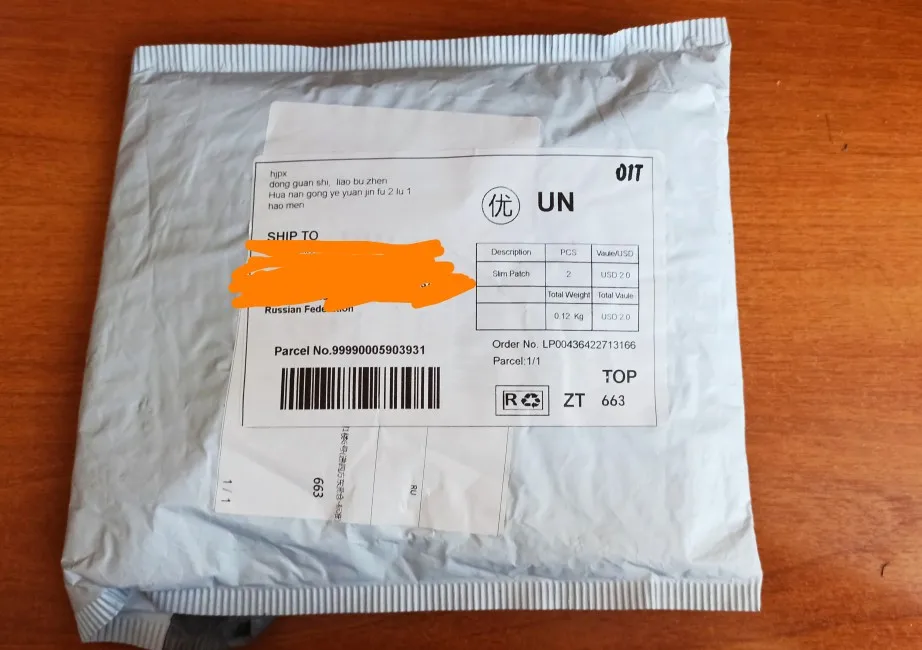 hjpx
dong guan shi, liao bu zhen
Hua nan gong ye yuan jin fu 2 lu 1
hao men
SHIP TO
Russian Federation
Parcel No.99990005903931
优 UN
01T
Description PCS Vaule/USD
Slim Patch 2 USD 2.0
Total Weight Total Vaule
0.12 Kg USD 2.0
Order No. LP00436422713166
Parcel:1/1
TOP
R ZT 663
1 / 1
663
RU